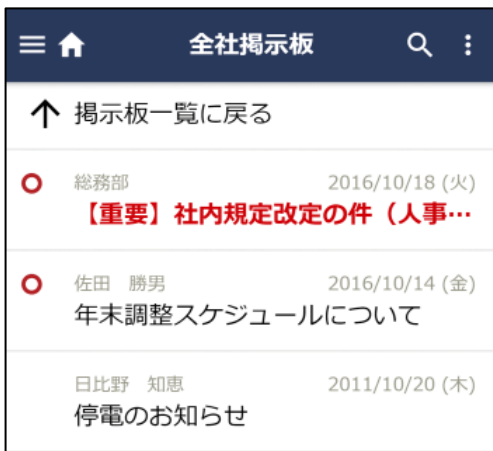 全社掲示板
掲示板一覧に戻る
総務部 2016/10/18 (火)
【重要】社内規定改定の件（人事…
佐田　勝男 2016/10/14 (金)
年末調整スケジュールについて
日比野　知恵 2011/10/20 (木)
停電のお知らせ